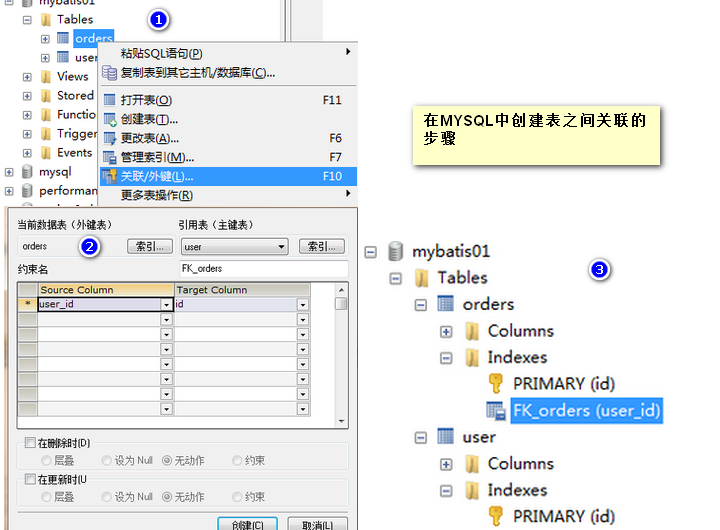 mybatis01
Tables
1
orders
user
Views
Stored
Functio
Trigger
Events
mysql
performan
粘贴SQL语句(P)
复制表到其它主机/数据库(C)...
打开表(O) F11
创建表(T)...
更改表(A)... F6
管理索引(M)... F7
关联/外键(L)... F10
更多表操作(R)
在MYSQL中创建表之间关联的
步骤
当前数据表（外键表） 引用表（主键表）
orders 2 索引... user 索引...
约束名 FK_orders
Source Column Target Column
* user_id id
在删除时(D)
层叠 设为 Null 无动作 约束
在更新时(U
层叠 设为 Null 无动作 约束
创建(C) 取消(L)
mybatis01
3
Tables
orders
Columns
Indexes
PRIMARY (id)
FK_orders (user_id)
user
Columns
Indexes
PRIMARY (id)